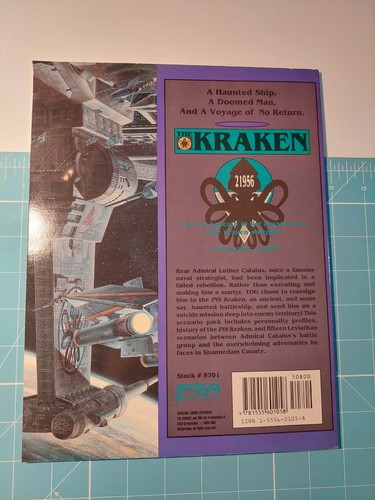 A Haunted Ship,
A Doomed Man,
And A Voyage of No Return.
THE
KRAKEN
21956
Rear Admiral Luther Catalus, once a famous
naval strategist, had been implicated in a
failed rebellion. Rather than executing and
making him a martyr, TOG chose to reassign
him to the PVS Kraken, an ancient, and some
say, haunted battleship, and send him on a
suicide mission deep into enemy territory! This
scenario pack includes personality profiles,
history of the PVS Kraken, and fifteen Leviathan
scenarios between Admiral Catalus's battle
group and the overwhelming adversaries he
faces in Shannedam County.
Stock # 8701
FASA
50800
9 781555 601058
ISBN 1-55560-105-8